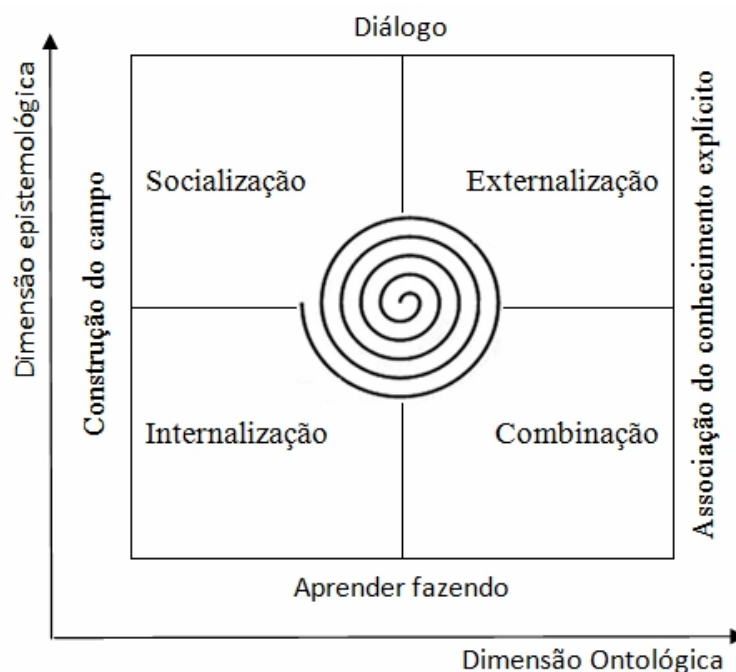 Diálogo
Dimensão epistemológica
Construção do campo
Socialização
Externalização
Associação do conhecimento explícito
Internalização
Combinação
Aprender fazendo
Dimensão Ontológica